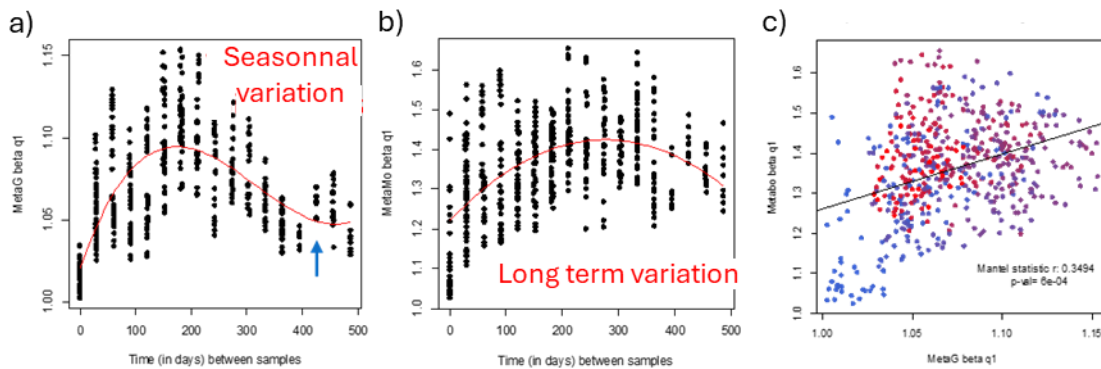 a)
Seasonnal
variation
MetaG beta q1
1.15
1.10
1.05
1.00
0 100 200 300 400 500
Time (in days) between samples
b)
Long term variation
MetaMo beta q1
1.6
1.5
1.4
1.3
1.2
1.1
1.0
0 100 200 300 400 500
Time (in days) between samples
c)
Metabo beta q1
1.6
1.5
1.4
1.3
1.2
1.1
1.0
Mantel statistic r: 0.3494
p-val= 6e-04
1.00 1.05 1.10 1.15
MetaG beta q1